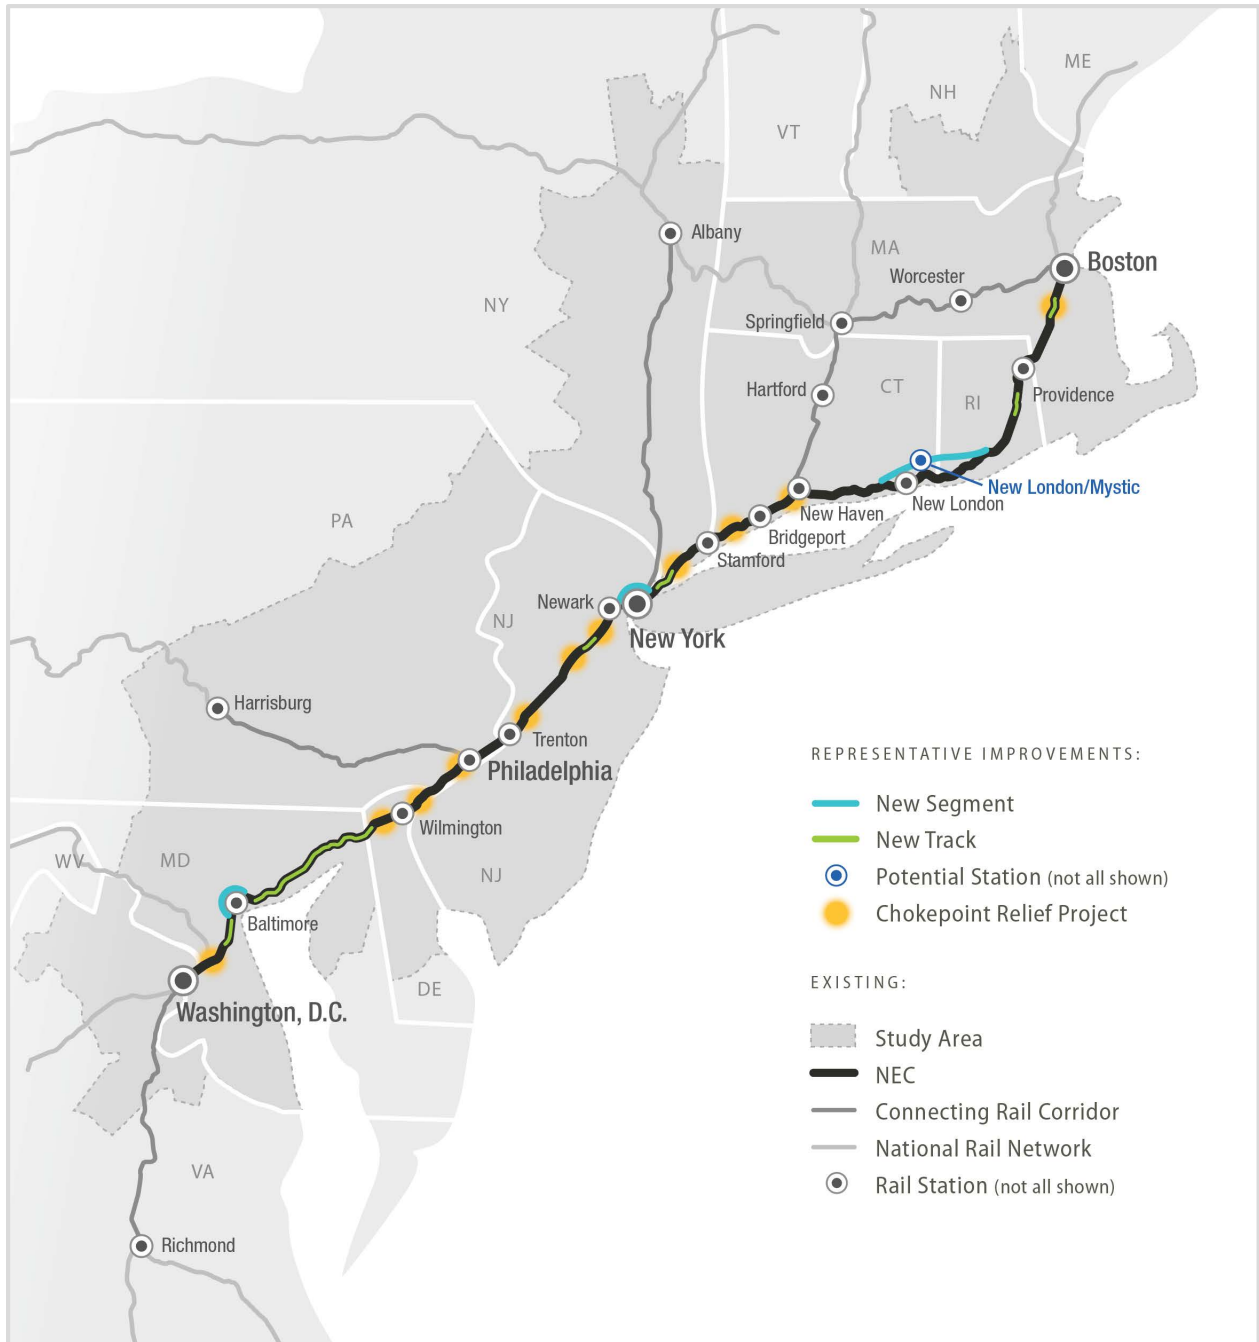 ME
NH
VT
Albany
MA
Boston
Worcester
NY
Springfield
CT
Hartford
RI
Providence
New London/Mystic
New London
New Haven
PA
Bridgeport
Stamford
Newark
NJ
New York
Harrisburg
Trenton
Philadelphia
Wilmington
WV
MD
NJ
Baltimore
DE
Washington, D.C.
VA
Richmond
REPRESENTATIVE IMPROVEMENTS:
New Segment
New Track
Potential Station (not all shown)
Chokepoint Relief Project
EXISTING:
Study Area
NEC
Connecting Rail Corridor
National Rail Network
Rail Station (not all shown)